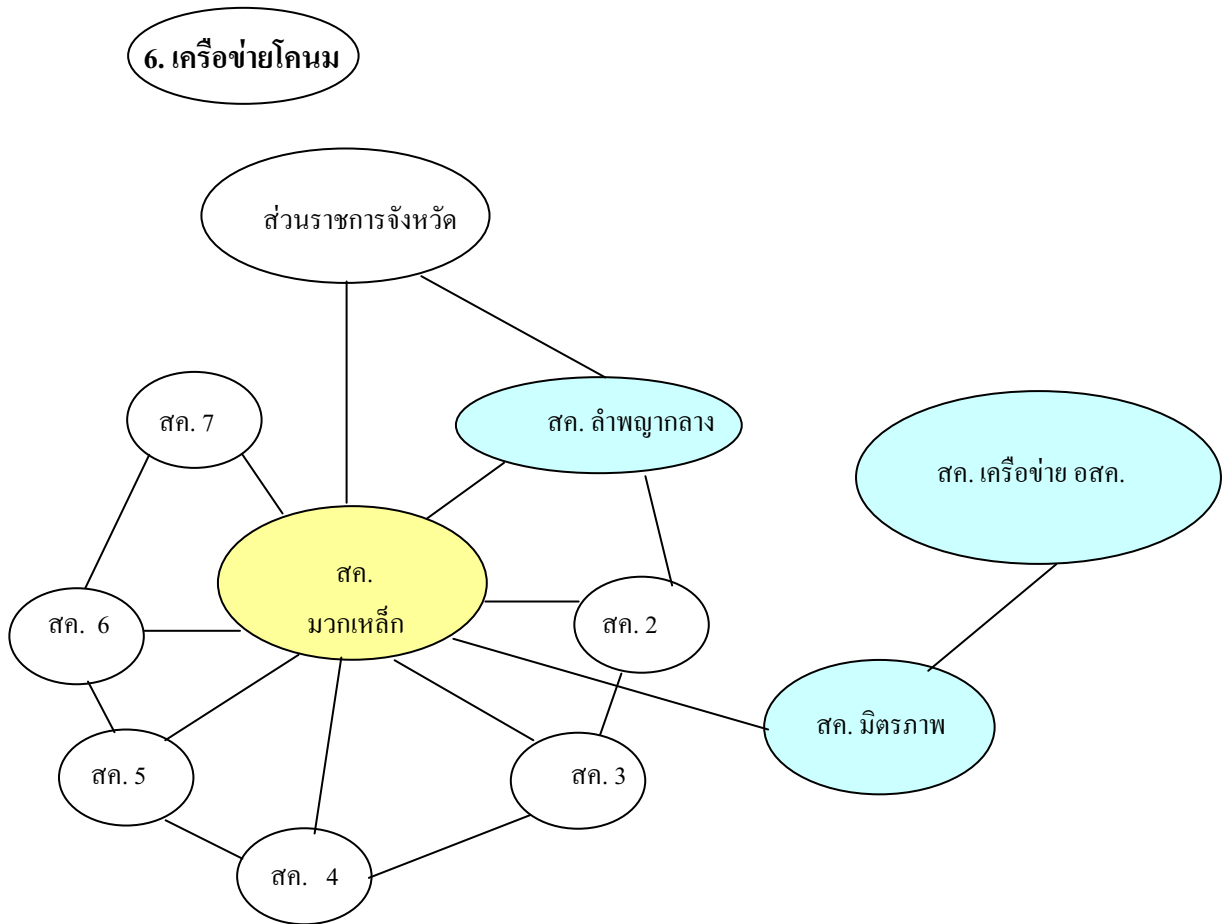 6. เครือข่ายโคนม
ส่วนราชการจังหวัด
สค. 7
สค. ลำพญากลาง
สค. เครือข่าย อสค.
สค.
มวกเหล็ก
สค. 6
สค. 2
สค. มิตรภาพ
สค. 5
สค. 3
สค. 4